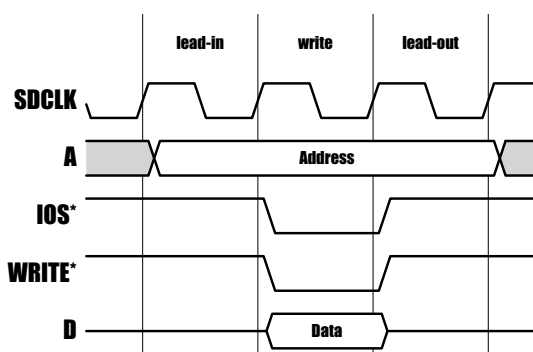 lead-in write lead-out
SDCLK
A Address
IOS*
WRITE*
D Data